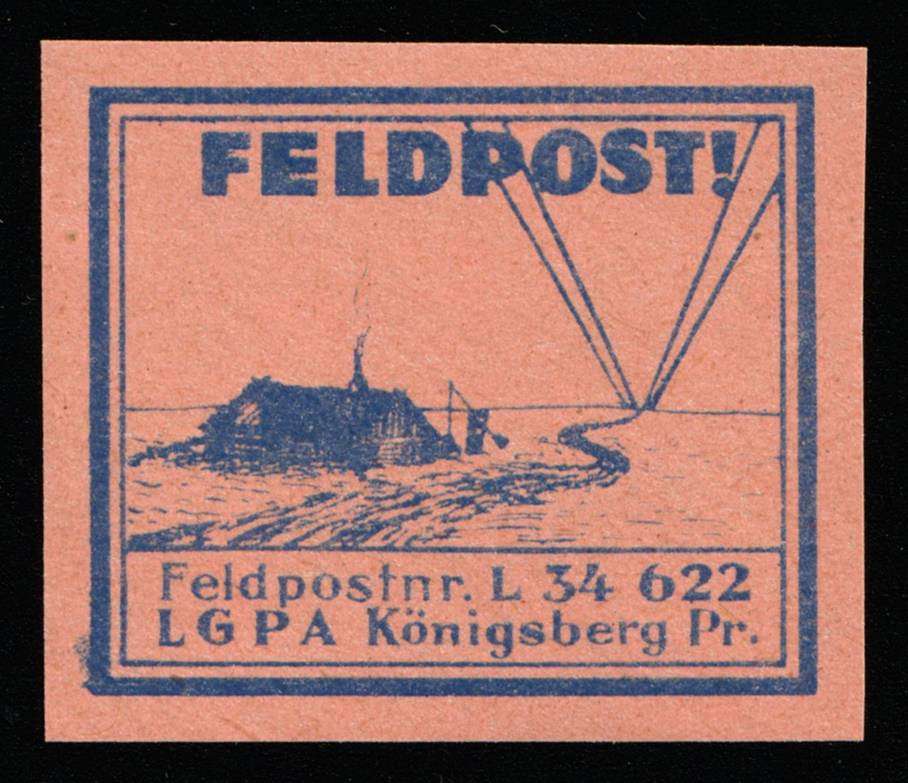 FELDPOST!
Feldpostnr. L 34 622
LGPA Königsberg Pr.